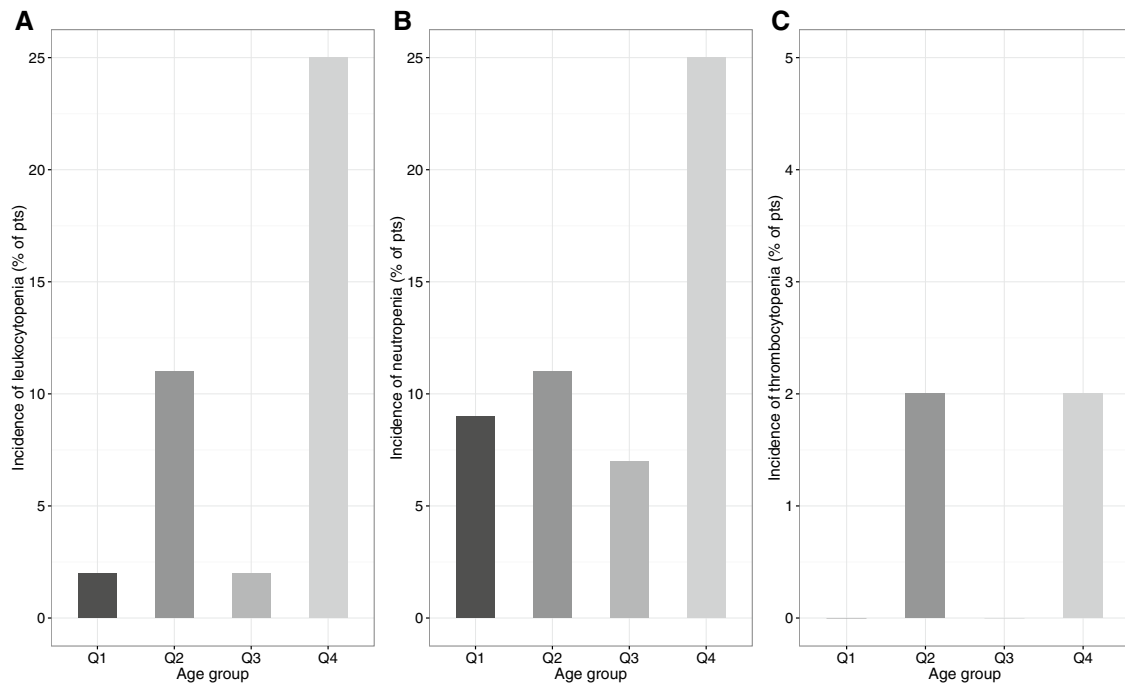 A
Incidence of leukocytopenia (% of pts)
25
20
15
10
5
0
Q1 Q2 Q3 Q4
Age group
B
Incidence of neutropenia (% of pts)
25
20
15
10
5
0
Q1 Q2 Q3 Q4
Age group
C
Incidence of thrombocytopenia (% of pts)
5
4
3
2
1
0
Q1 Q2 Q3 Q4
Age group